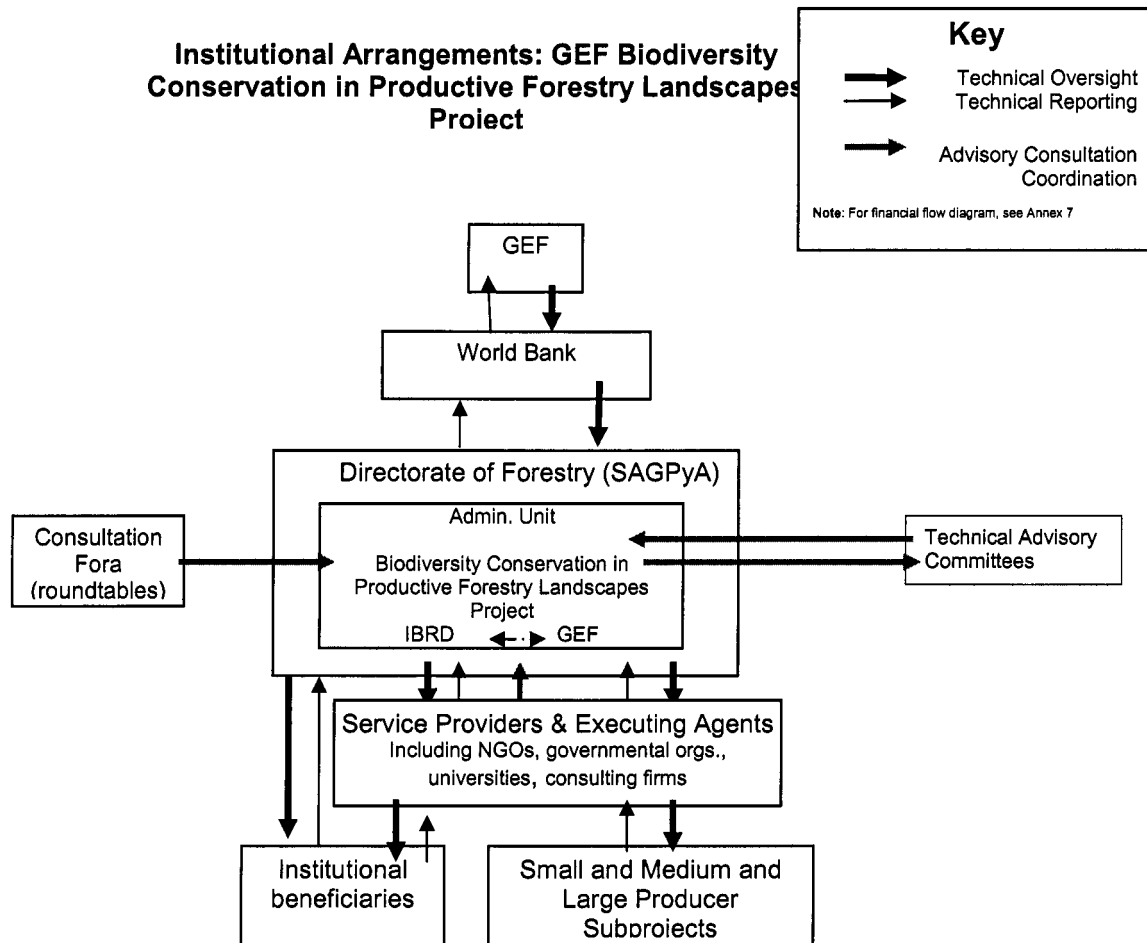 Institutional Arrangements: GEF Biodiversity
Conservation in Productive Forestry Landscapes
Project
Key
Technical Oversight
Technical Reporting
Advisory Consultation
Coordination
Note: For financial flow diagram, see Annex 7
GEF
World Bank
Directorate of Forestry (SAGPyA)
Admin. Unit
Biodiversity Conservation in
Productive Forestry Landscapes
Project
IBRD
GEF
Consultation
Fora
(roundtables)
Technical Advisory
Committees
Service Providers & Executing Agents
Including NGOs, governmental orgs.,
universities, consulting firms
Institutional
beneficiaries
Small and Medium and
Large Producer
Subprojects